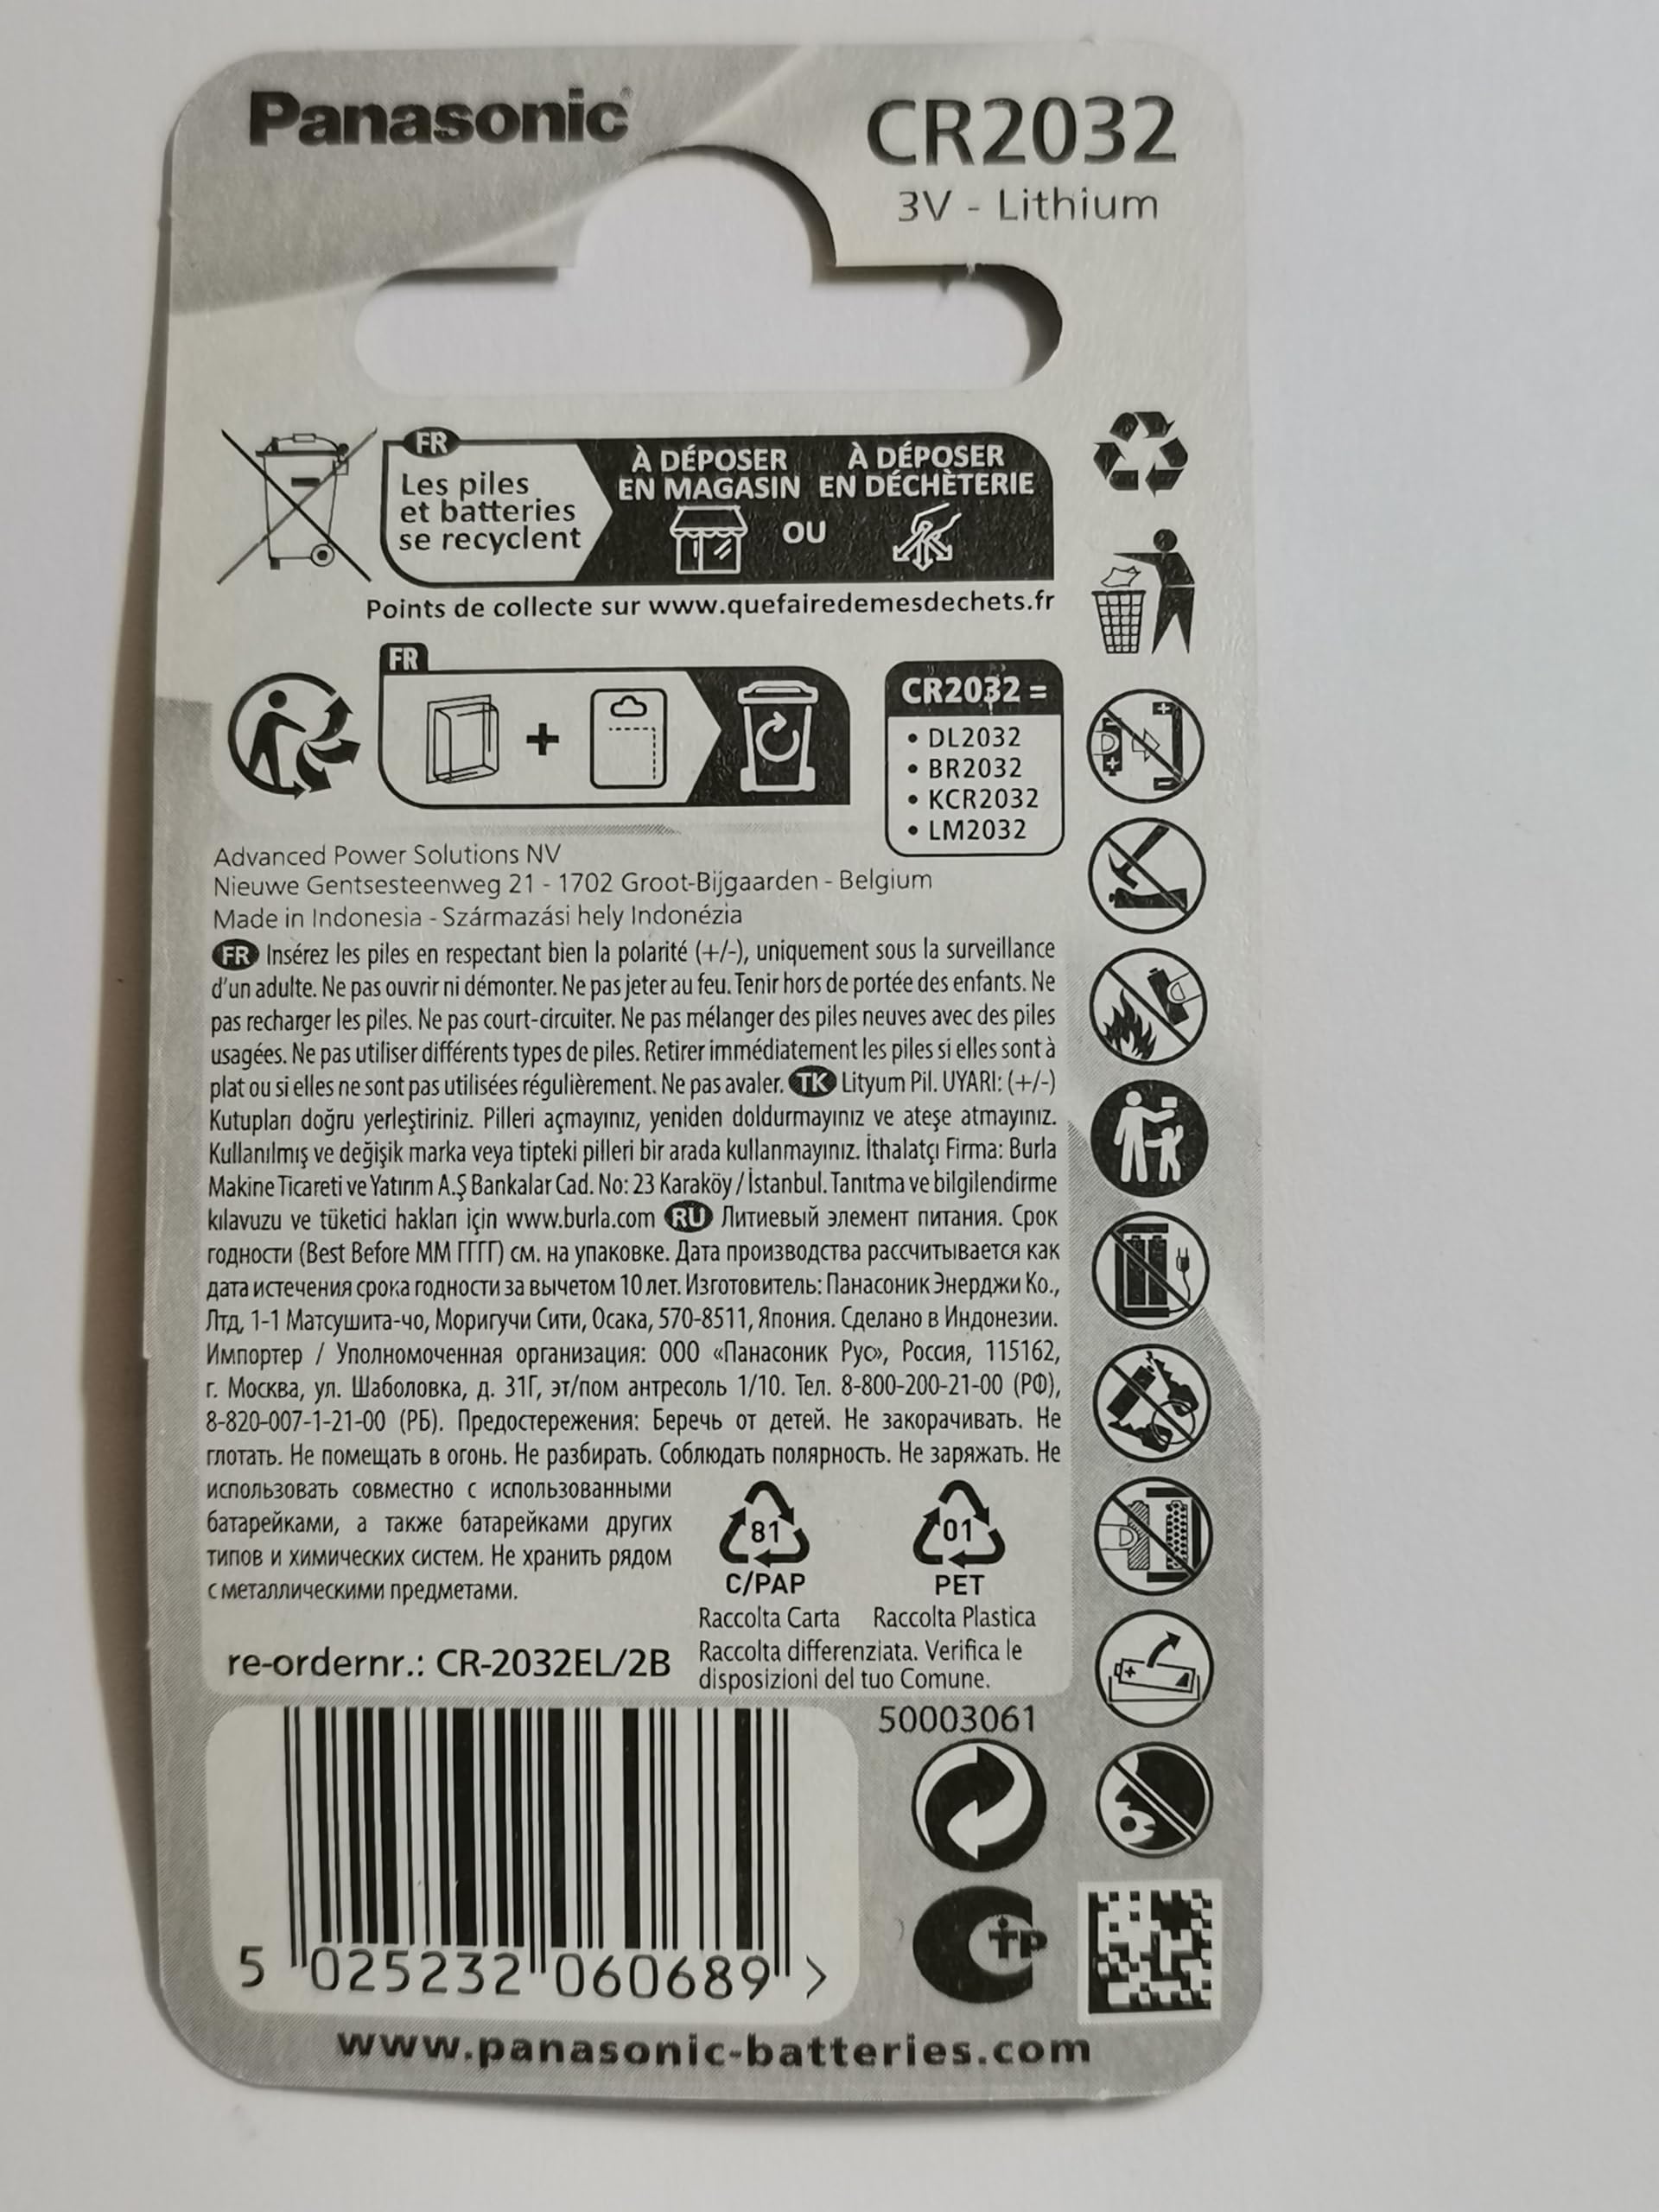 Panasonic
CR2032
3V - Lithium
FR
Les piles
et batteries
se recyclent
À DÉPOSER
EN MAGASIN
OU
À DÉPOSER
EN DÉCHÈTERIE
Points de collecte sur www.quefairedemesdechets.fr
FR
+
CR2032 =
• DL2032
• BR2032
• KCR2032
• LM2032
Advanced Power Solutions NV
Nieuwe Gentsesteenweg 21 - 1702 Groot-Bijgaarden - Belgium
Made in Indonesia - Származási hely Indonézia
FR Insérez les piles en respectant bien la polarité (+/-), uniquement sous la surveillance
d'un adulte. Ne pas ouvrir ni démonter. Ne pas jeter au feu. Tenir hors de portée des enfants. Ne
pas recharger les piles. Ne pas court-circuiter. Ne pas mélanger des piles neuves avec des piles
usagées. Ne pas utiliser différents types de piles. Retirer immédiatement les piles si elles sont à
plat ou si elles ne sont pas utilisées régulièrement. Ne pas avaler. TK Lityum Pil. UYARI: (+/-)
Kutupları doğru yerleştiriniz. Pilleri açmayınız, yeniden doldurmayınız ve ateşe atmayınız.
Kullanılmış ve değişik marka veya tipteki pilleri bir arada kullanmayınız. İthalatçı Firma: Burla
Makine Ticareti ve Yatırım A.Ş Bankalar Cad. No: 23 Karaköy / İstanbul. Tanıtma ve bilgilendirme
kılavuzu ve tüketici hakları için www.burla.com RU Литиевый элемент питания. Срок
годности (Best Before ММ ГГГГ) см. на упаковке. Дата производства рассчитывается как
дата истечения срока годности за вычетом 10 лет. Изготовитель: Панасоник Энерджи Ко.,
Лтд, 1-1 Матсушита-чо, Моригучи Сити, Осака, 570-8511, Япония. Сделано в Индонезии.
Импортер / Уполномоченная организация: ООО «Панасоник Рус», Россия, 115162,
г. Москва, ул. Шаболовка, д. 31Г, эт/пом антресоль 1/10. Тел. 8-800-200-21-00 (РФ),
8-820-007-1-21-00 (РБ). Предостережения: Беречь от детей. Не закорачивать. Не
глотать. Не помещать в огонь. Не разбирать. Соблюдать полярность. Не заряжать. Не
использовать совместно с использованными
батарейками, а также батарейками других
типов и химических систем. Не хранить рядом
с металлическими предметами.
81
C/PAP
Raccolta Carta
01
PET
Raccolta Plastica
Raccolta differenziata. Verifica le
disposizioni del tuo Comune.
re-ordernr.: CR-2032EL/2B
50003061
5 025232 060689 >
www.panasonic-batteries.com